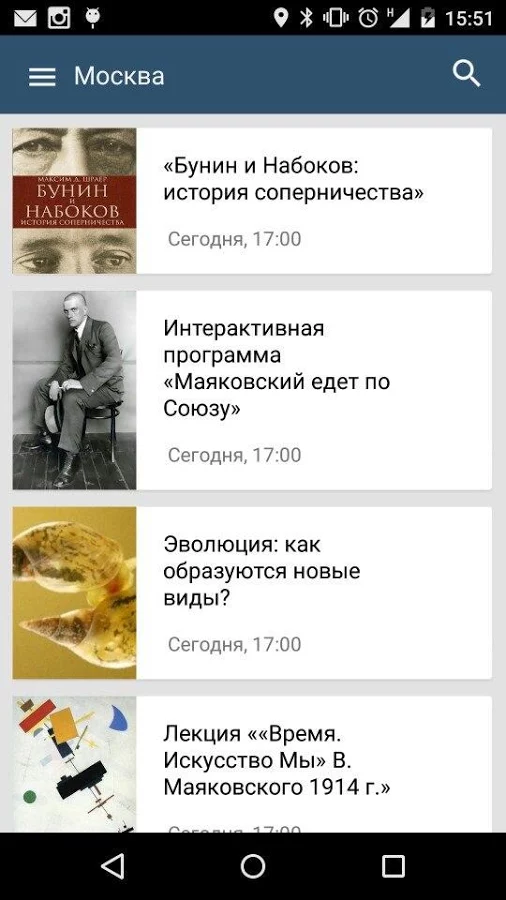 15:51
Москва
МАКСИМ Д. ШРАЕР
БУНИН
И
НАБОКОВ
ИСТОРИЯ СОПЕРНИЧЕСТВА
«Бунин и Набоков:
история соперничества»
Сегодня, 17:00
Интерактивная
программа
«Маяковский едет по
Союзу»
Сегодня, 17:00
Эволюция: как
образуются новые
виды?
Сегодня, 17:00
Лекция ««Время.
Искусство Мы» В.
Маяковского 1914 г.»
Сегодня, 17:00